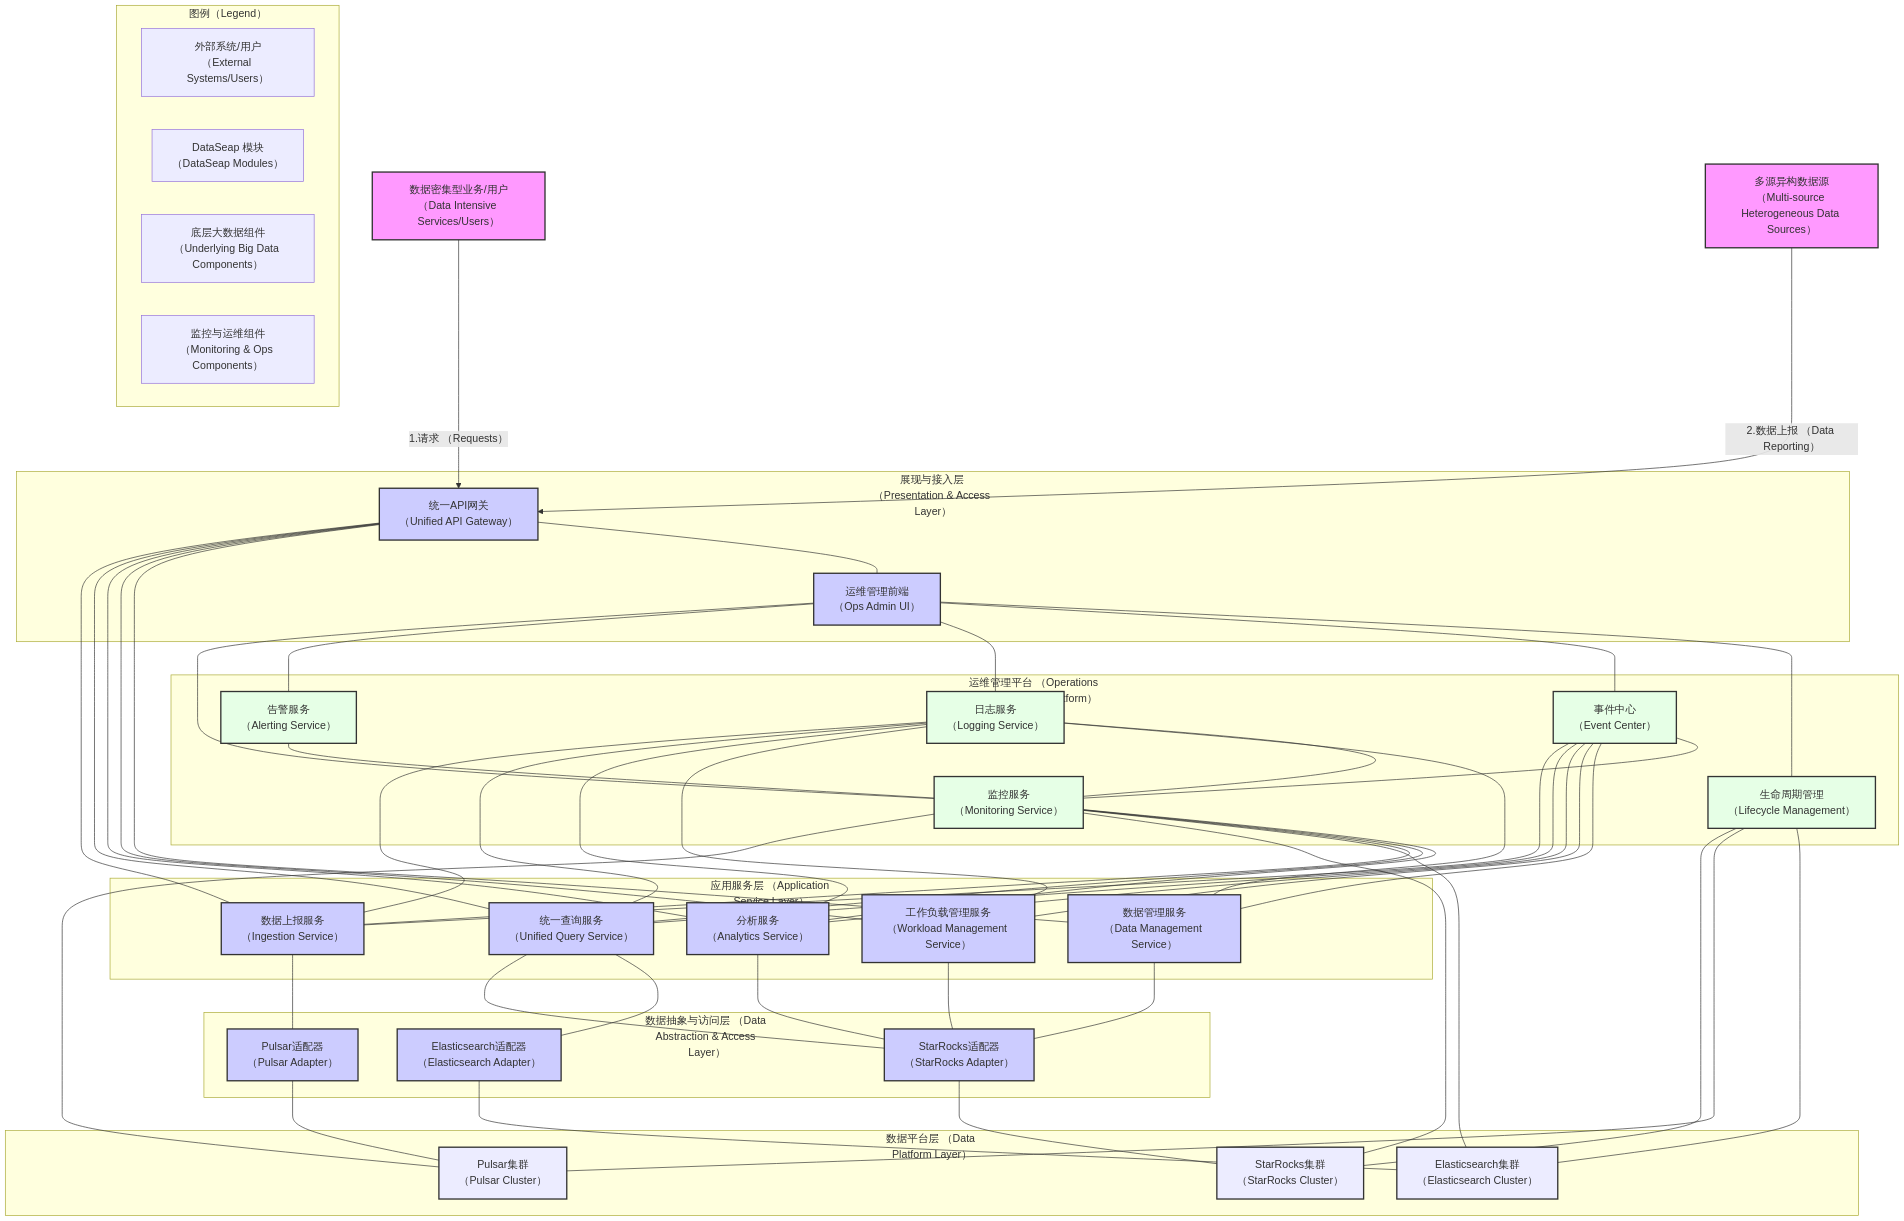 图例（Legend）
外部系统/用户
（External
Systems/Users）
DataSeap 模块
（DataSeap Modules）
底层大数据组件
（Underlying Big Data
Components）
监控与运维组件
（Monitoring & Ops
Components）
数据密集型业务/用户
（Data Intensive
Services/Users）
多源异构数据源
（Multi-source
Heterogeneous Data
Sources）
1.请求 （Requests）
2.数据上报 （Data
Reporting）
展现与接入层
（Presentation & Access
Layer）
统一API网关
（Unified API Gateway）
运维管理前端
（Ops Admin UI）
运维管理平台 （Operations
告警服务
（Alerting Service）
日志服务
（Logging Service）
事件中心
（Event Center）
监控服务
（Monitoring Service）
生命周期管理
（Lifecycle Management）
应用服务层 （Application
Service Layer）
数据上报服务
（Ingestion Service）
统一查询服务
（Unified Query Service）
分析服务
（Analytics Service）
工作负载管理服务
（Workload Management
Service）
数据管理服务
（Data Management
Service）
数据抽象与访问层 （Data
Abstraction & Access
Layer）
Pulsar适配器
（Pulsar Adapter）
Elasticsearch适配器
（Elasticsearch Adapter）
StarRocks适配器
（StarRocks Adapter）
数据平台层 （Data
Platform Layer）
Pulsar集群
（Pulsar Cluster）
StarRocks集群
（StarRocks Cluster）
Elasticsearch集群
（Elasticsearch Cluster）